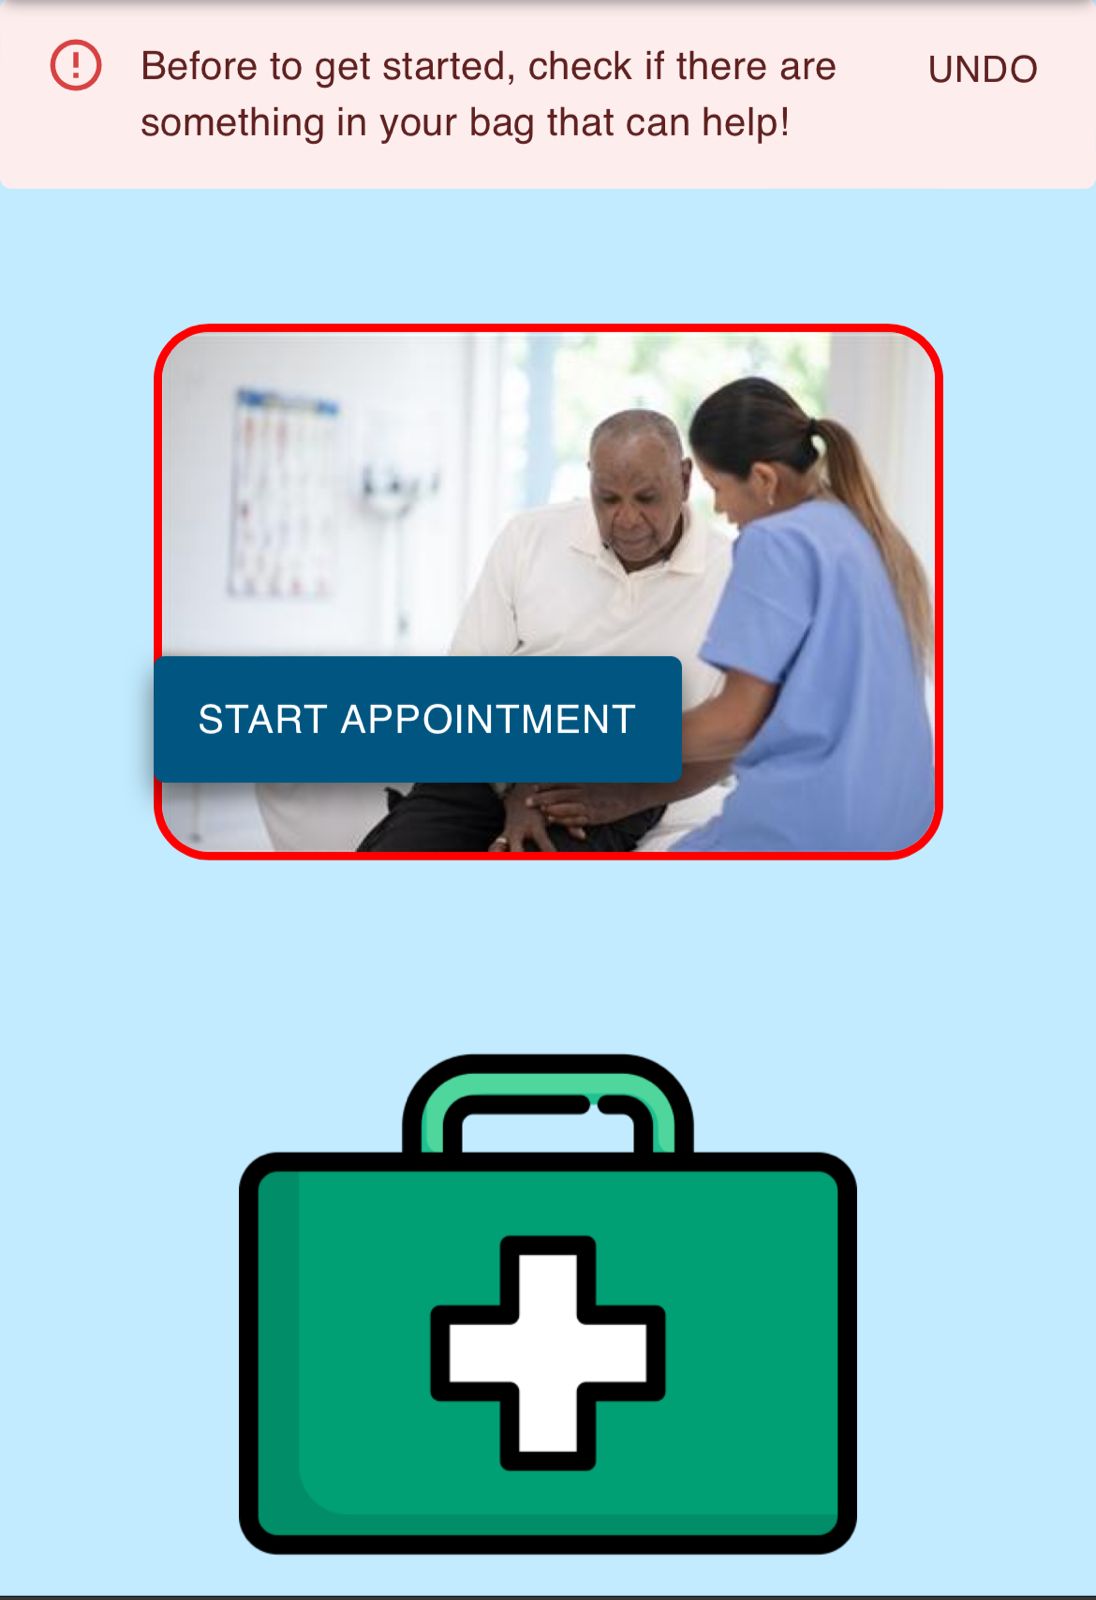 Before to get started, check if there are
something in your bag that can help!
UNDO
START APPOINTMENT